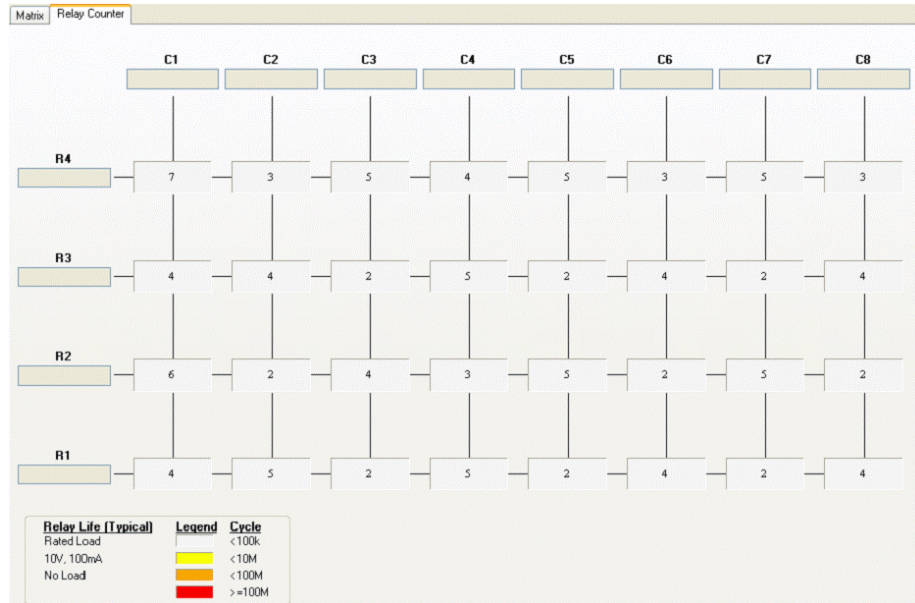 Matrix Relay Counter
C1 C2 C3 C4 C5 C6 C7 C8
R4
7 3 5 4 5 3 5 3
R3
4 4 2 5 2 4 2 4
R2
6 2 4 3 5 2 5 2
R1
4 5 2 5 2 4 2 4
Relay Life (Typical) Legend Cycle
Rated Load <100k
10V, 100mA <10M
No Load <100M
>=100M